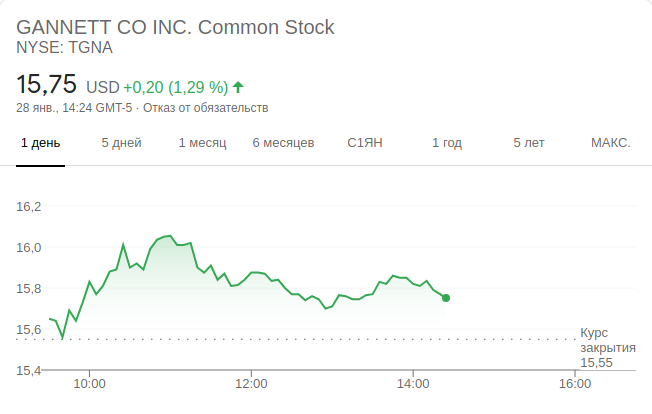 GANNETT CO INC. Common Stock
NYSE: TGNA
15,75 USD +0,20 (1,29 %)
28 янв., 14:24 GMT-5 · Отказ от обязательств
1 день 5 дней 1 месяц 6 месяцев С1ЯН 1 год 5 лет МАКС.
16,2
16,0
15,8
15,6
Курс
закрытия
15,55
15,4
10:00 12:00 14:00 16:00